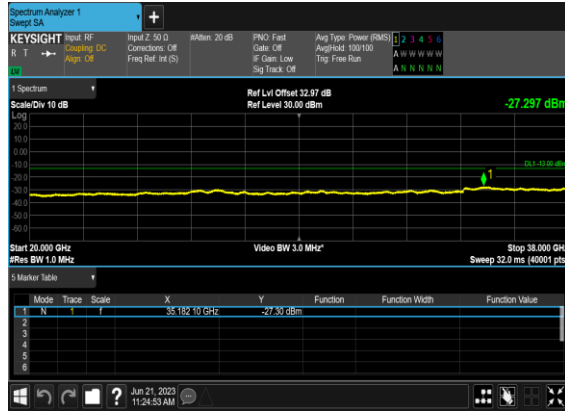 Spectrum Analyzer 1
Swept SA
KEYSIGHT Input: RF Input Z: 50 Ω #Atten: 20 dB PNO: Fast Avg Type: Power (RMS) 1 2 3 4 5 6
R T Coupling: DC Corrections: Off Gate: Off Avg|Hold: 100/100 A W W W W W
Align: Off Freq Ref: Int (S) IF Gain: Low Trig: Free Run
Sig Track: Off A N N N N N
1 Spectrum
Ref Lvl Offset 32.97 dB
Scale/Div 10 dB Ref Level 30.00 dBm -27.297 dBm
Log
20.0
10.0
0.00
-10.0
DL1 -13.00 dBm
-20.0
1
-30.0
-40.0
-50.0
-60.0
Start 20.000 GHz Video BW 3.0 MHz* Stop 38.000 GHz
#Res BW 1.0 MHz Sweep 32.0 ms (40001 pts)
5 Marker Table
Mode Trace Scale X Y Function Function Width Function Value
1 N 1 f 35.182 10 GHz -27.30 dBm
2
3
4
5
6
? Jun 21, 2023
11:24:53 AM